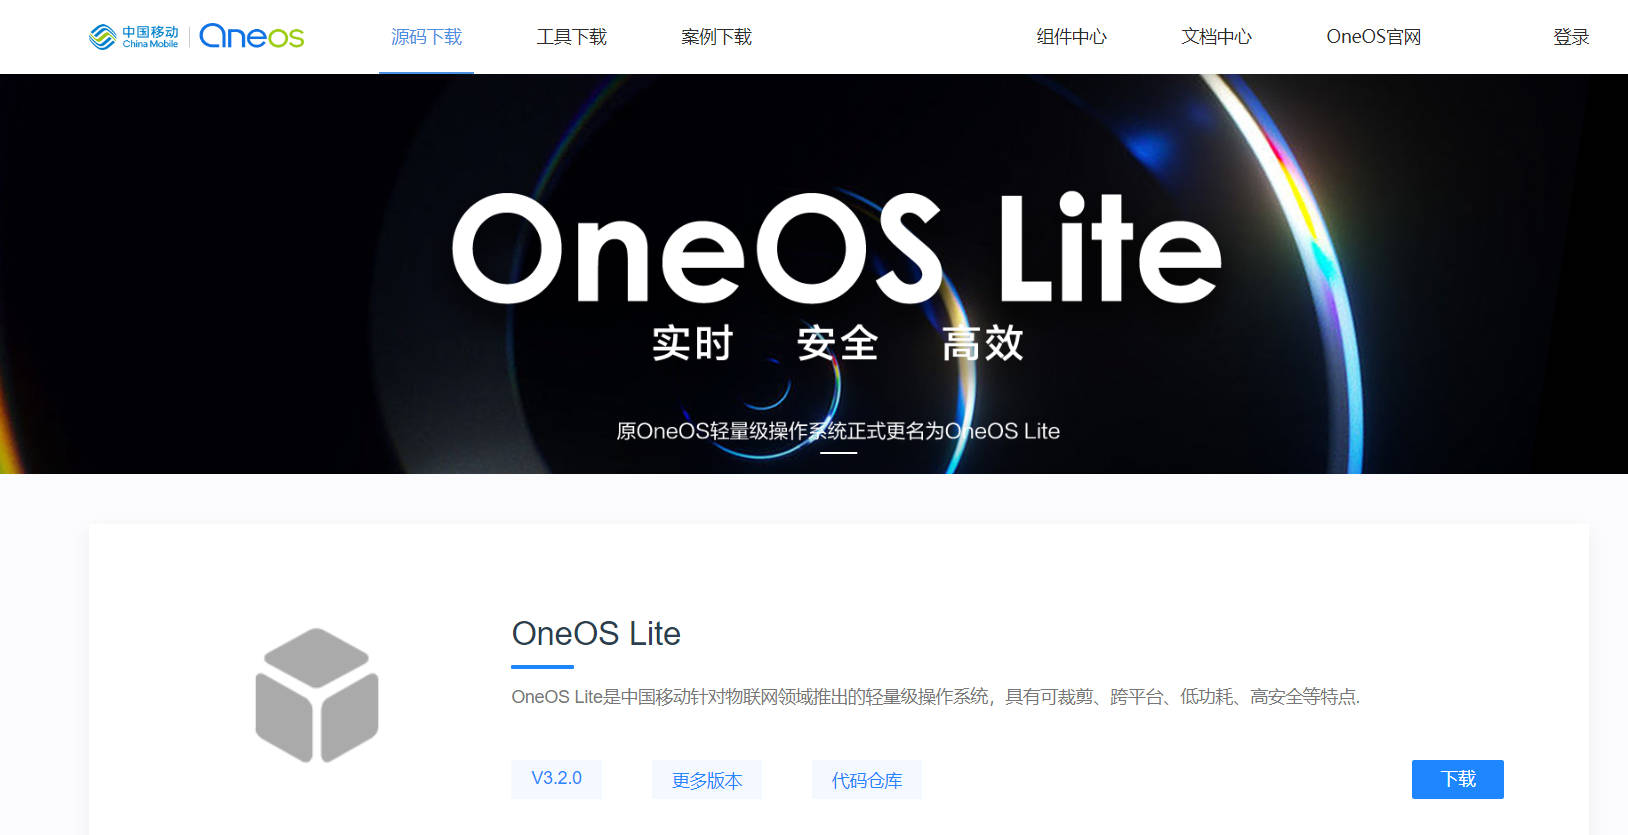 中国移动
China Mobile
OneOS
源码下载
工具下载
案例下载
组件中心
文档中心
OneOS官网
登录
OneOS Lite
实时 安全 高效
原OneOS轻量级操作系统正式更名为OneOS Lite
OneOS Lite
OneOS Lite是中国移动针对物联网领域推出的轻量级操作系统，具有可裁剪、跨平台、低功耗、高安全等特点.
V3.2.0
更多版本
代码仓库
下载